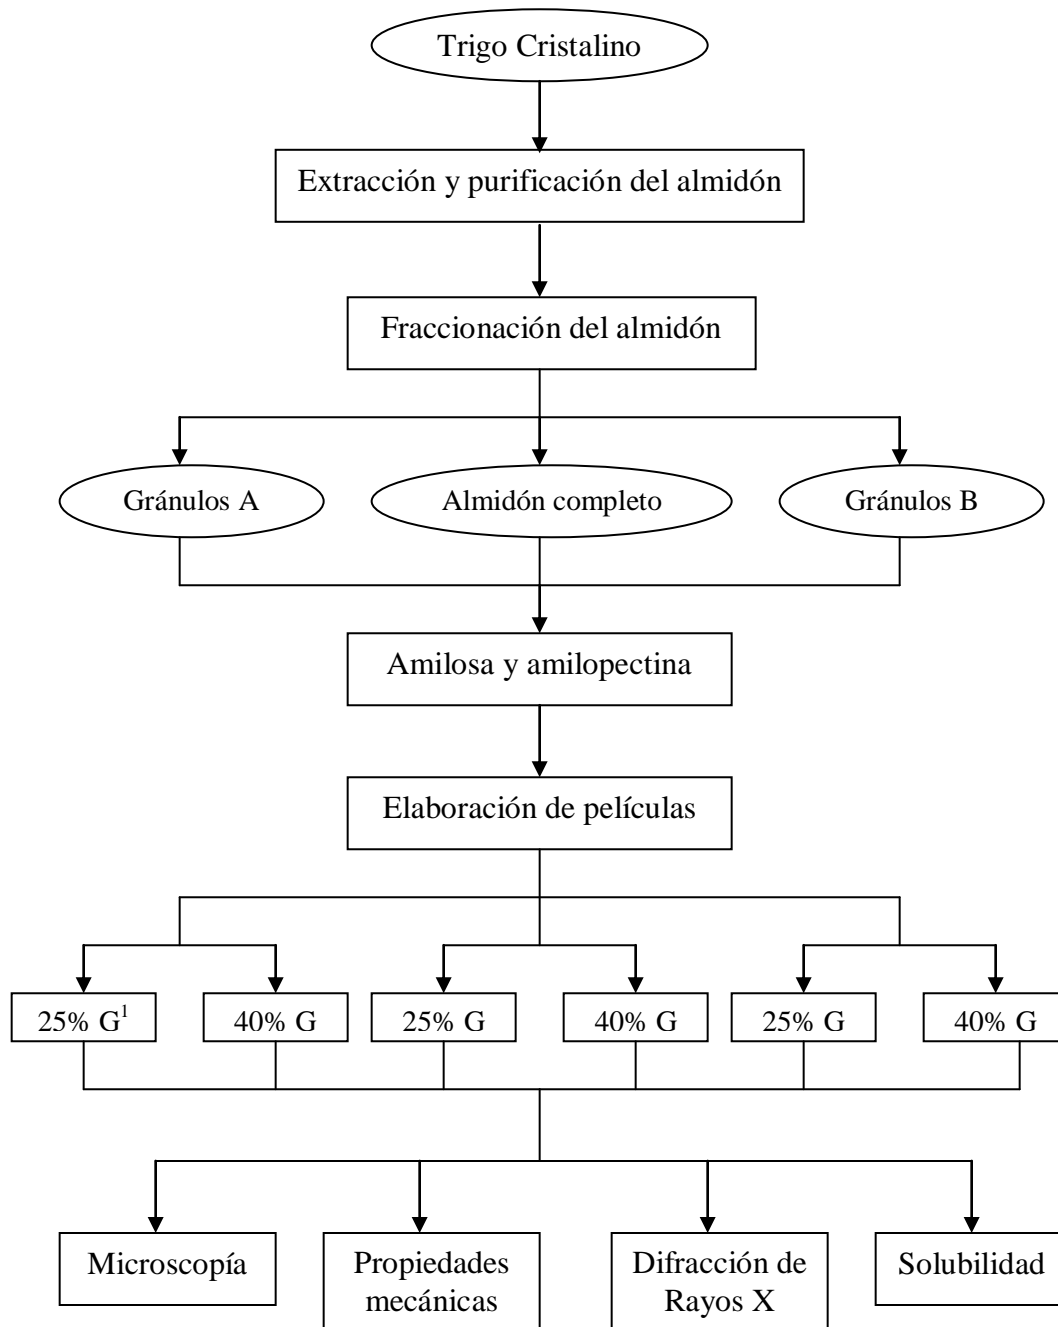 Trigo Cristalino
Extracción y purificación del almidón
Fraccionación del almidón
Gránulos A
Almidón completo
Gránulos B
Amilosa y amilopectina
Elaboración de películas
25% G¹
40% G
25% G
40% G
25% G
40% G
Microscopía
Propiedades
mecánicas
Difracción de
Rayos X
Solubilidad